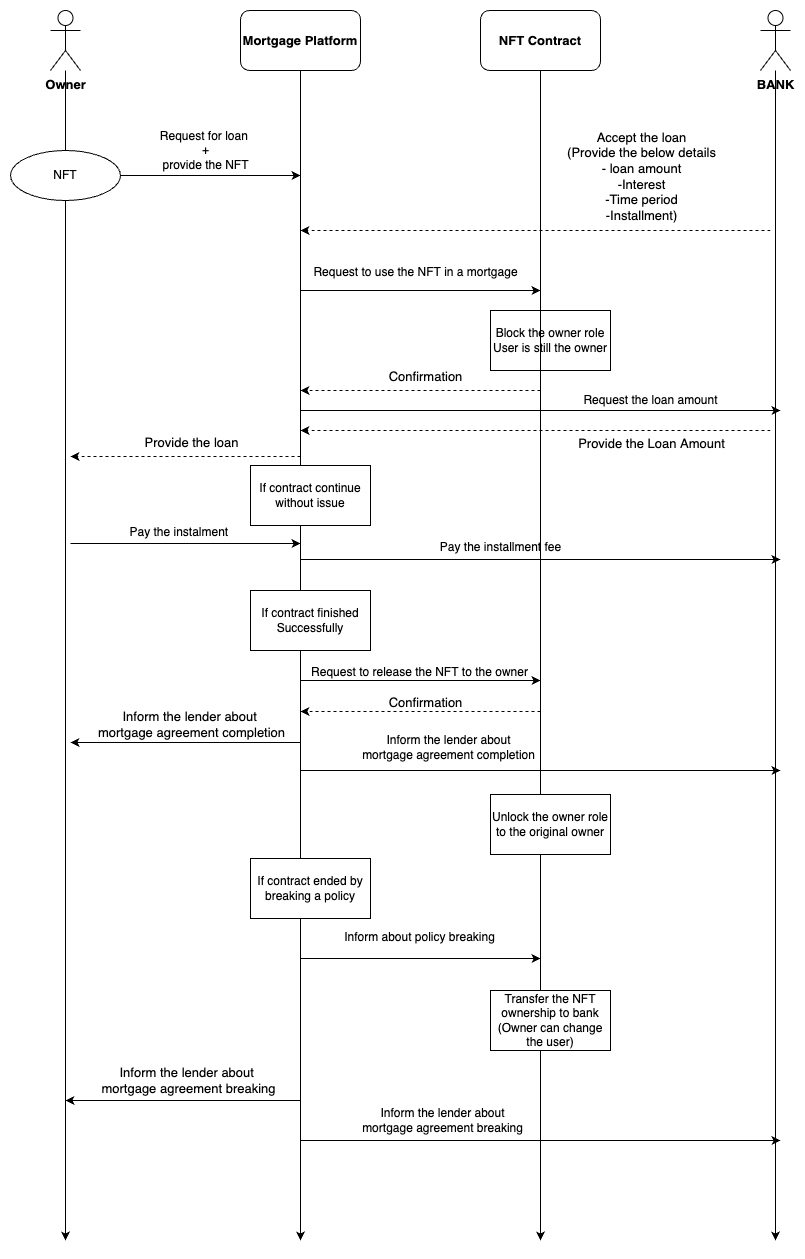 Mortgage Platform
NFT Contract
Owner
BANK
Request for loan
+
provide the NFT
NFT
Accept the loan
(Provide the below details
- loan amount
-Interest
-Time period
-Installment)
Request to use the NFT in a mortgage
Block the owner role
User is still the owner
Confirmation
Request the loan amount
Provide the Loan Amount
Provide the loan
If contract continue
without issue
Pay the instalment
Pay the installment fee
If contract finished
Successfully
Request to release the NFT to the owner
Confirmation
Inform the lender about
mortgage agreement completion
Inform the lender about
mortgage agreement completion
Unlock the owner role
to the original owner
If contract ended by
breaking a policy
Inform about policy breaking
Transfer the NFT
ownership to bank
(Owner can change
the user)
Inform the lender about
mortgage agreement breaking
Inform the lender about
mortgage agreement breaking